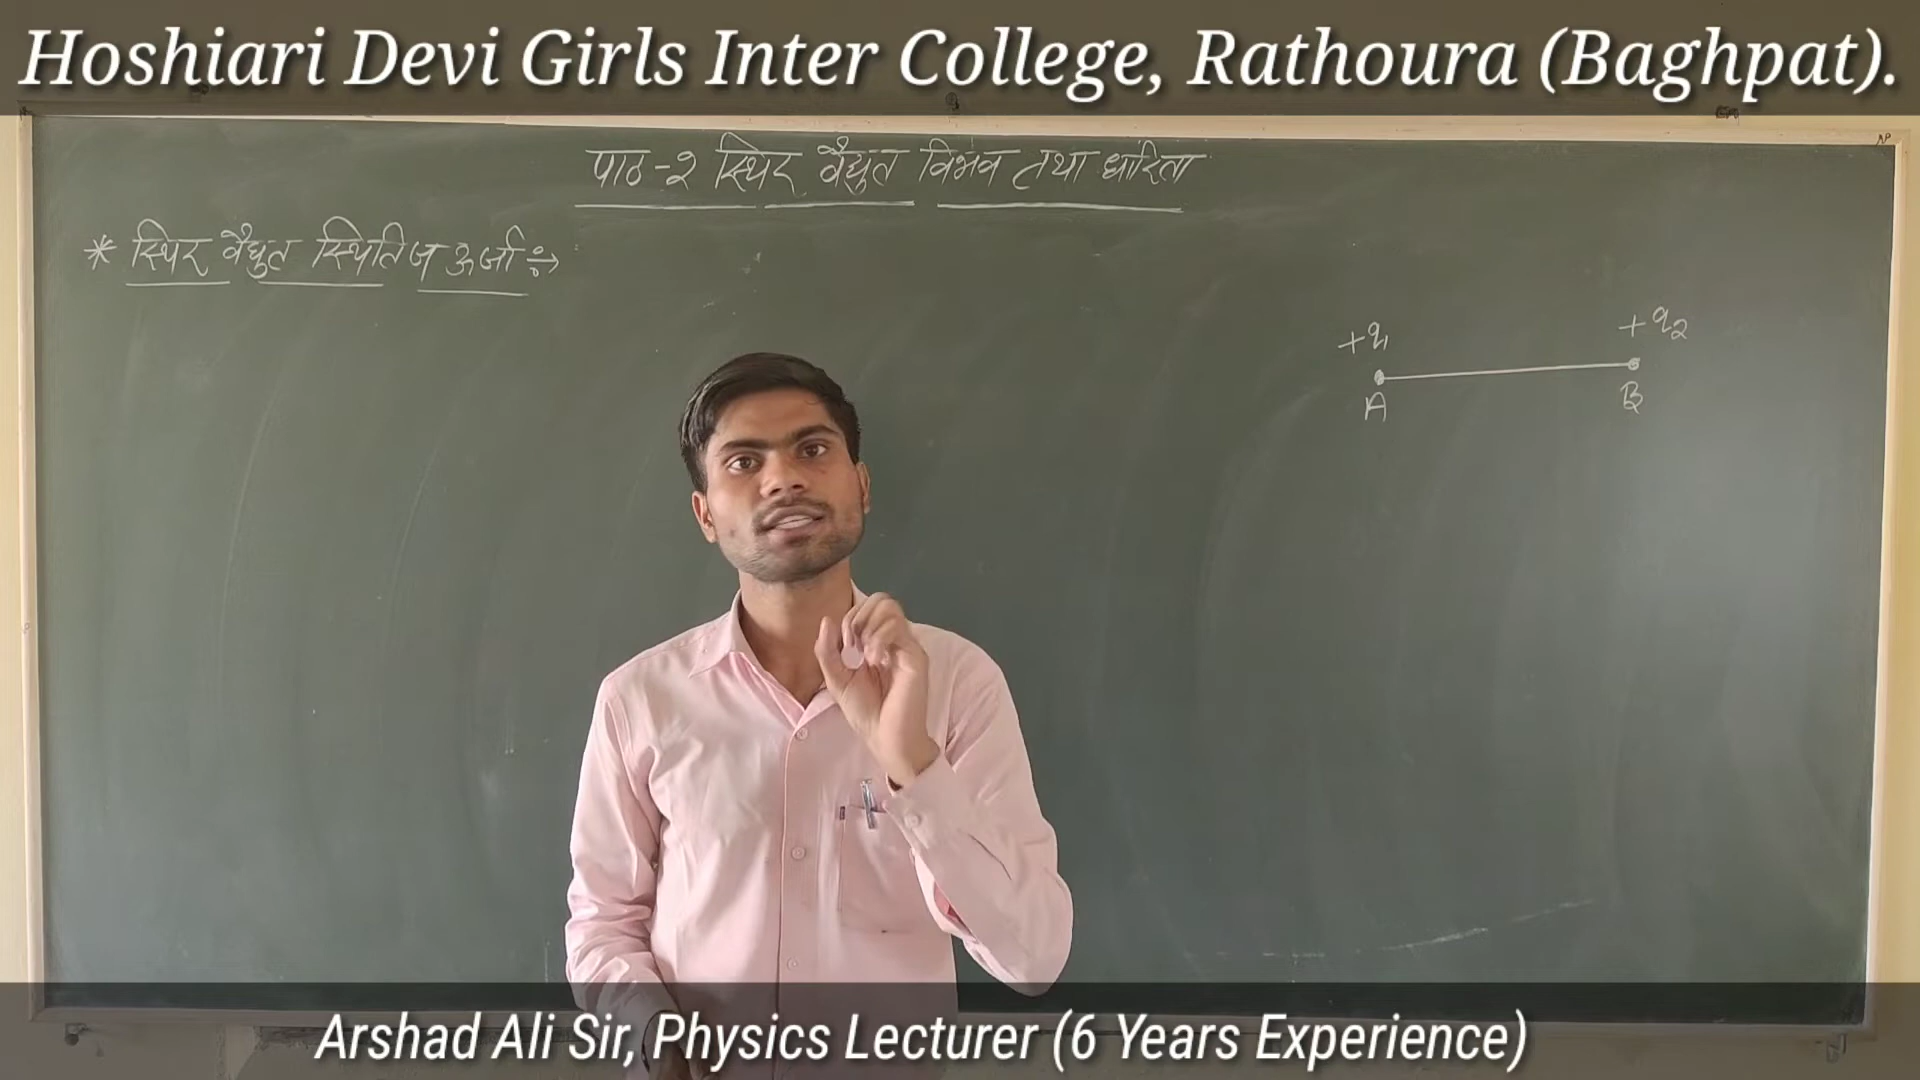 Hoshiari Devi Girls Inter College, Rathoura (Baghpat).
पाठ-२ स्थिर वैद्युत विभव तथा धारिता
* स्थिर वैद्युत स्थितिज ऊर्जा ÷→
+q₁ +q₂
A B
Arshad Ali Sir, Physics Lecturer (6 Years Experience)